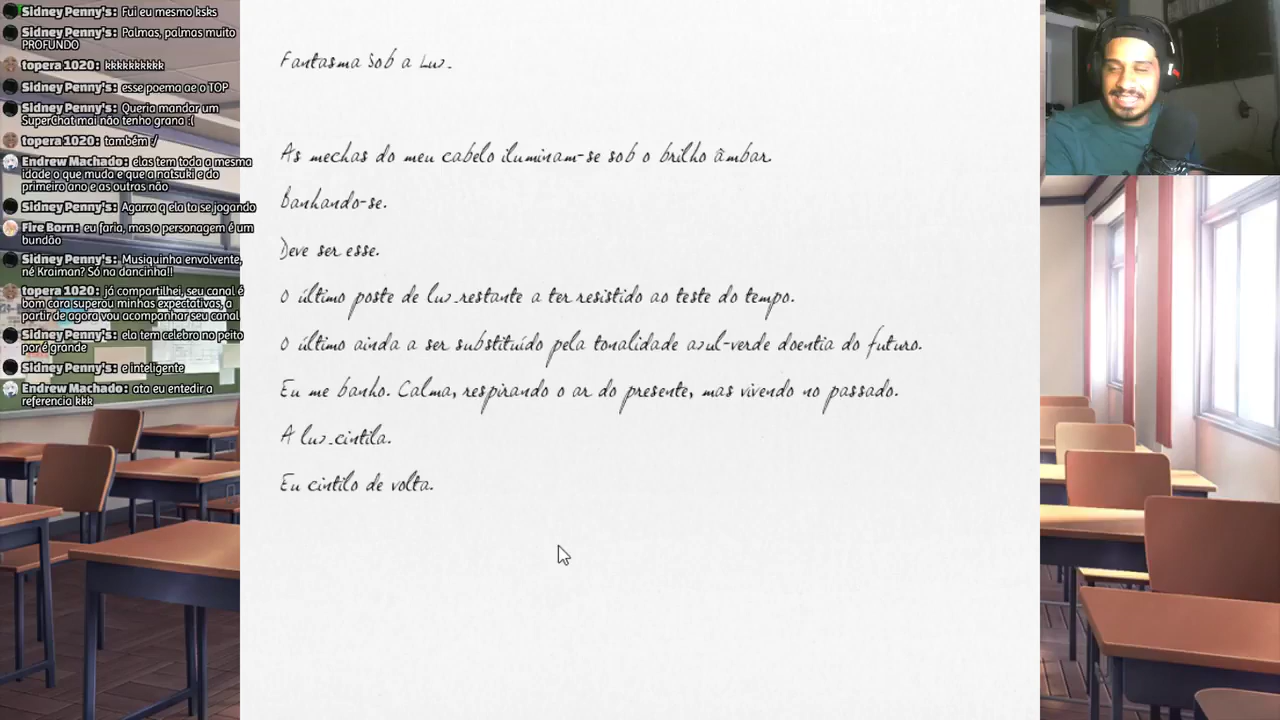 Sidney Penny's: Fui eu mesmo ksks
Sidney Penny's: Palmas, palmas muito
PROFUNDO
topera 1020: kkkkkkkkkk
Sidney Penny's: esse poema ae o TOP
Sidney Penny's: Queria mandar um
SuperChat mai não tenho grana :(
topera 1020: também :/
Endrew Machado: elas tem toda a mesma
idade o que muda e que a natsuki e do
primeiro ano e as outras não
Sidney Penny's: Agarra q ela ta se jogando
Fire Born: eu faria, mas o personagem é um
bundão
Sidney Penny's: Musiquinha envolvente,
né Kraiman? Só na dancinha!!
topera 1020: já compartilhei, seu canal é
bom cara superou minhas expectativas, a
partir de agora vou acompanhar seu canal
Sidney Penny's: ela tem celebro no peito
por é grande
Sidney Penny's: e inteligente
Endrew Machado: ata eu entedir a
referencia kkk
Fantasma Sob a Luz
As mechas do meu cabelo iluminam-se sob o brilho âmbar.
Banhando-se.
Deve ser esse.
O último poste de luz restante a ter resistido ao teste do tempo.
O último ainda a ser substituído pela tonalidade azul-verde doentia do futuro.
Eu me banho. Calma, respirando o ar do presente, mas vivendo no passado.
A luz cintila.
Eu cintilo de volta.